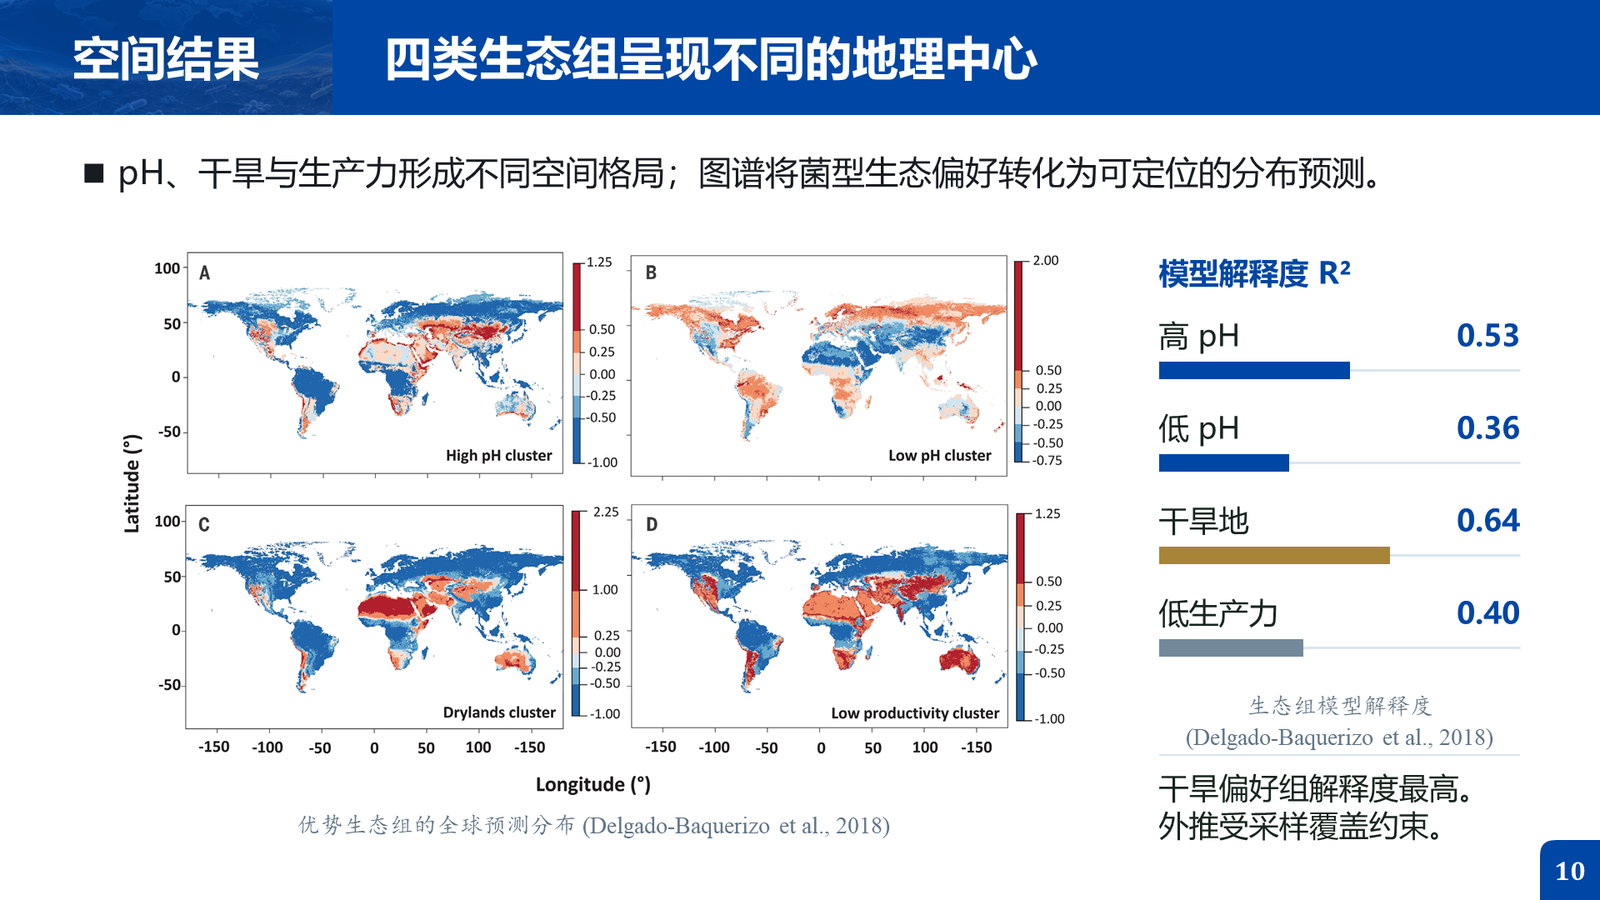 空间结果
四类生态组呈现不同的地理中心
■ pH、干旱与生产力形成不同空间格局；图谱将菌型生态偏好转化为可定位的分布预测。
A
High pH cluster
100
50
0
-50
1.25
0.50
0.25
0.00
-0.25
-0.50
-1.00
B
Low pH cluster
2.00
0.50
0.25
0.00
-0.25
-0.50
-0.75
Latitude (°)
C
Drylands cluster
100
50
0
-50
2.25
1.00
0.25
0.00
-0.25
-0.50
-1.00
D
Low productivity cluster
1.25
0.50
0.25
0.00
-0.25
-0.50
-1.00
-150 -100 -50 0 50 100 -150
-150 -100 -50 0 50 100 -150
Longitude (°)
优势生态组的全球预测分布 (Delgado-Baquerizo et al., 2018)
模型解释度 R²
高 pH 0.53
低 pH 0.36
干旱地 0.64
低生产力 0.40
生态组模型解释度
(Delgado-Baquerizo et al., 2018)
干旱偏好组解释度最高。
外推受采样覆盖约束。
10